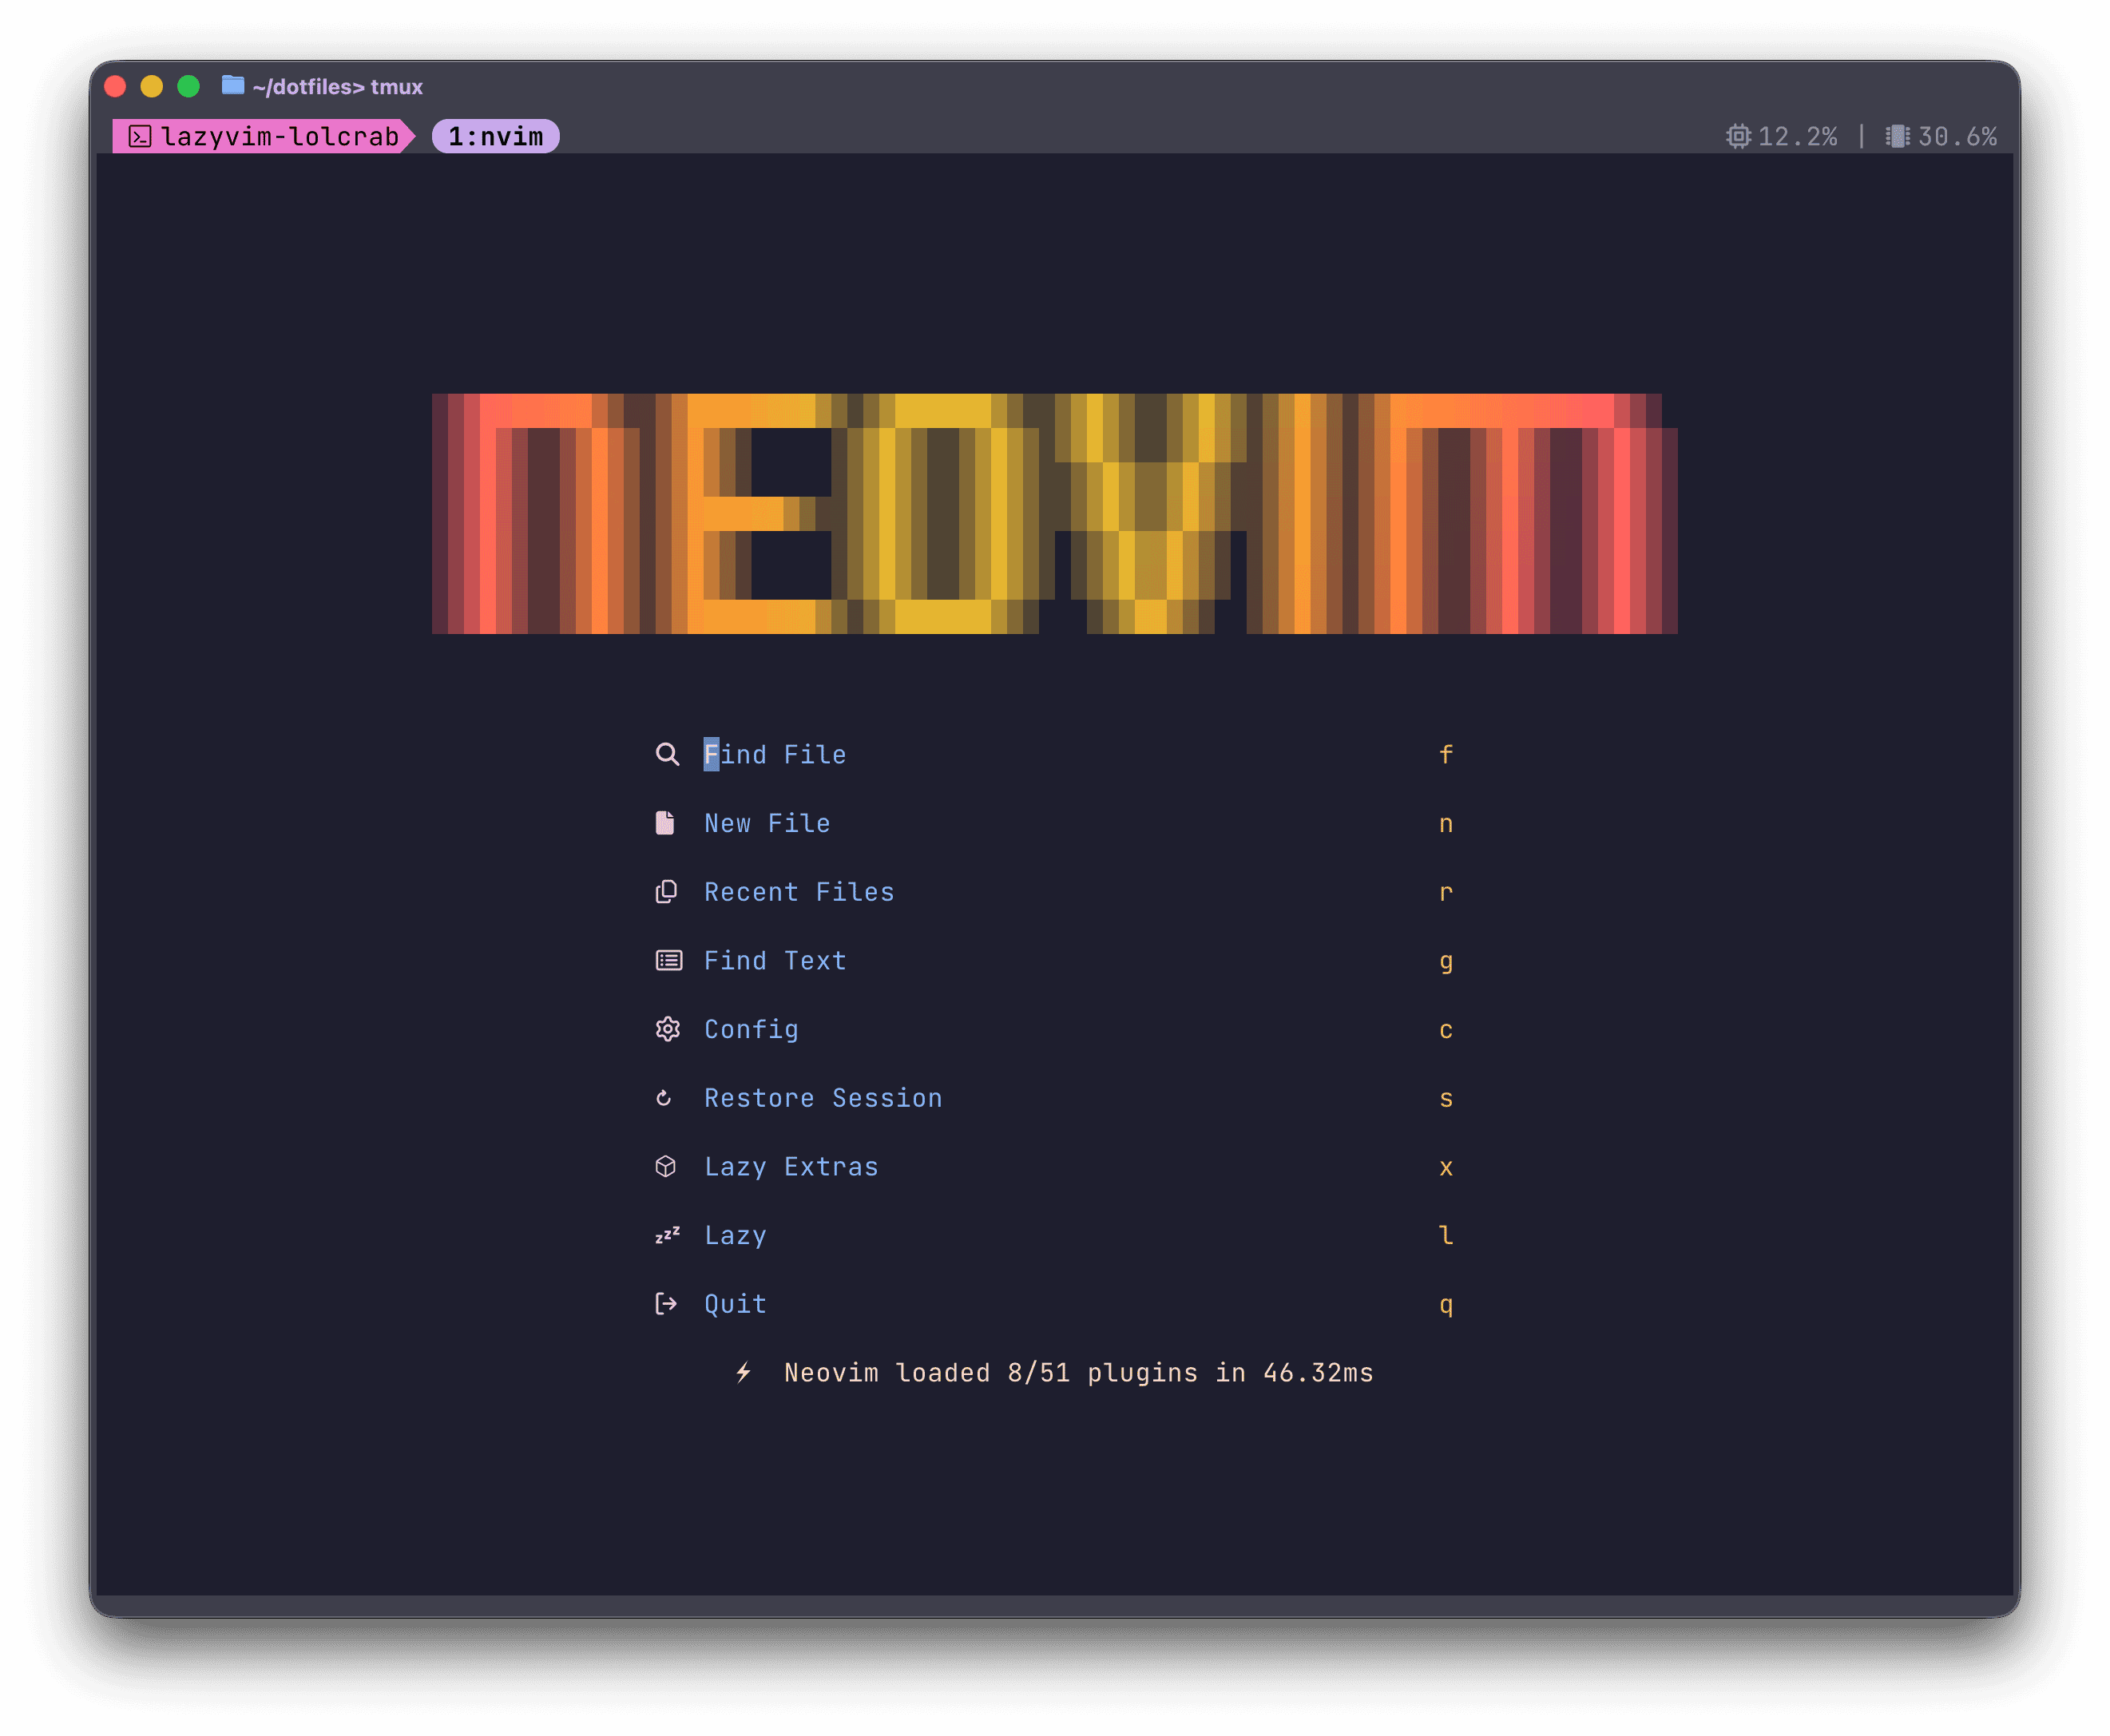 ~/dotfiles> tmux
lazyvim-lolcrab 1:nvim 12.2% | 30.6%
NEOVIM
Find File f
New File n
Recent Files r
Find Text g
Config c
Restore Session s
Lazy Extras x
zzz Lazy l
Quit q
Neovim loaded 8/51 plugins in 46.32ms